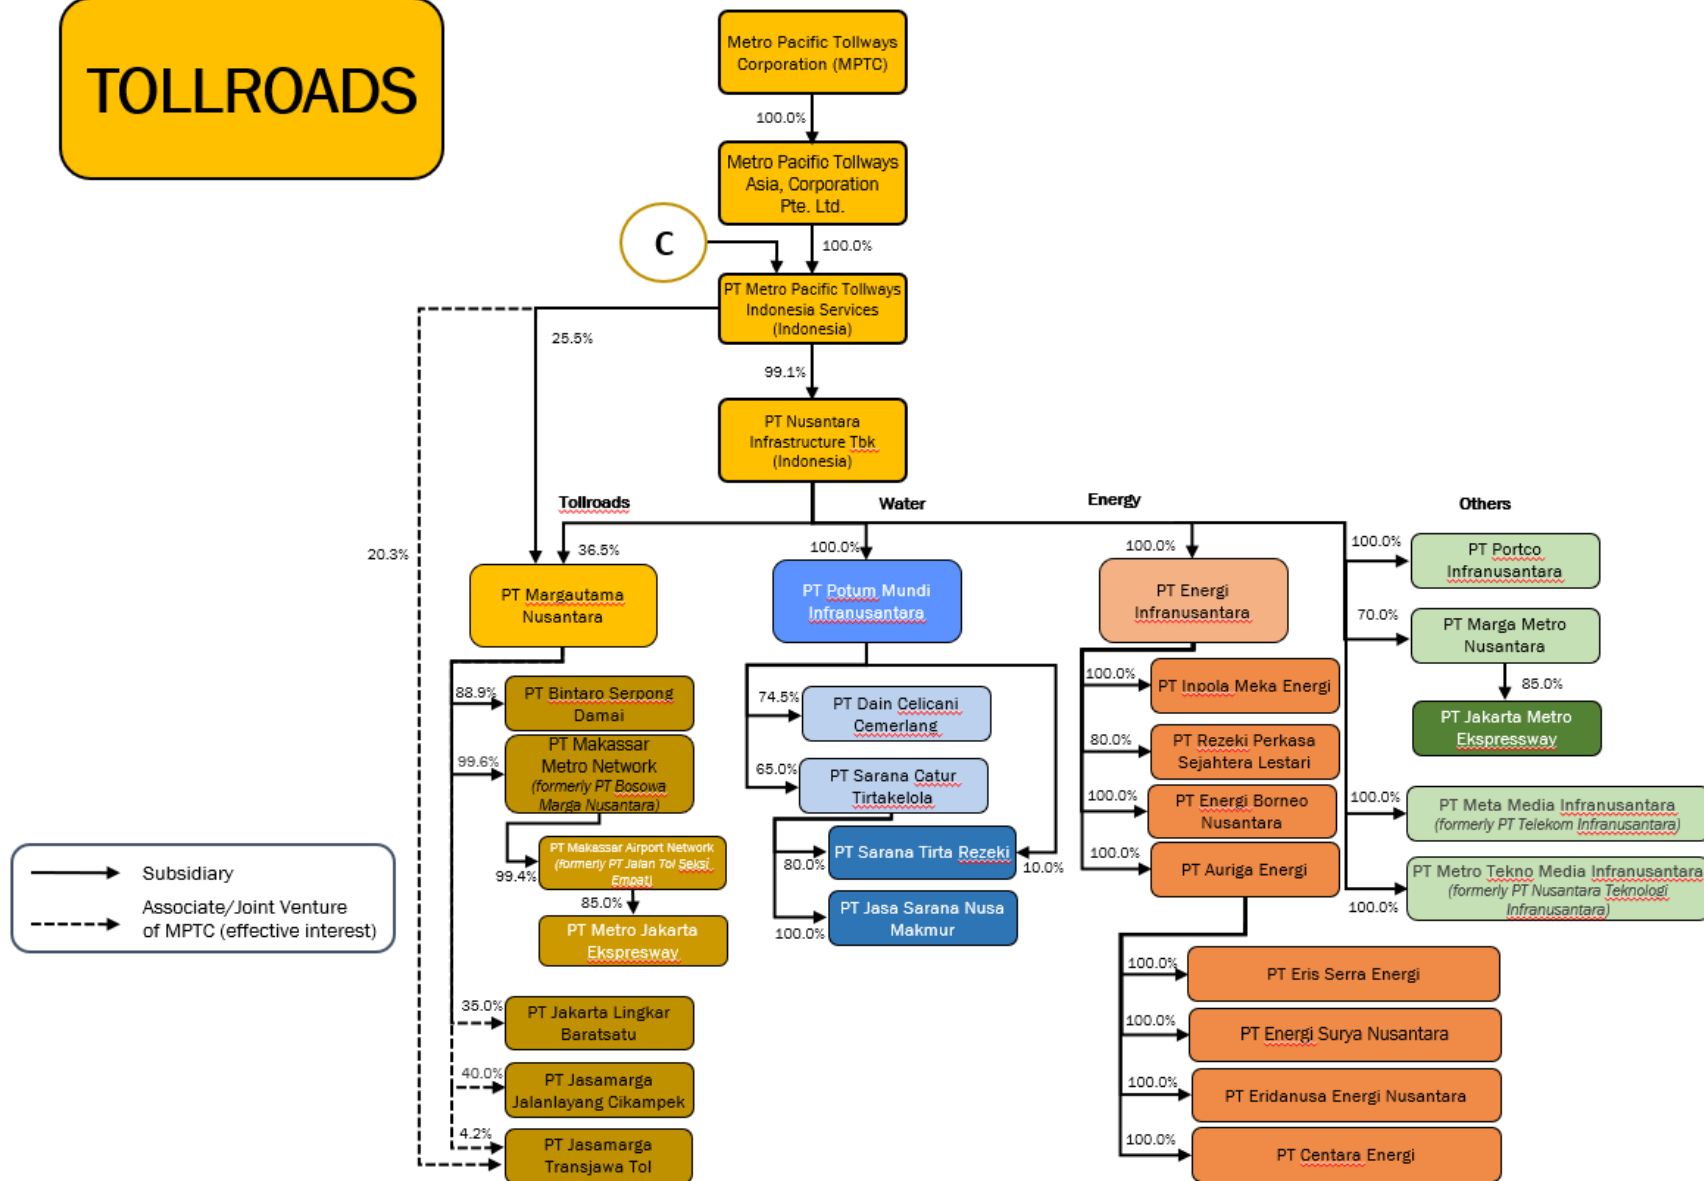 TOLLROADS
Metro Pacific Tollways
Corporation (MPTC)
100.0%
Metro Pacific Tollways
Asia, Corporation
Pte. Ltd.
C
100.0%
PT Metro Pacific Tollways
Indonesia Services
(Indonesia)
25.5%
99.1%
PT Nusantara
Infrastructure Tbk
(Indonesia)
Tollroads
Water
Energy
Others
20.3%
36.5%
100.0%
100.0%
100.0%
PT Portco
Infranusantara
PT Margautama
Nusantara
PT Potum Mundi
Infranusantara
PT Energi
Infranusantara
70.0%
PT Marga Metro
Nusantara
85.0%
PT Jakarta Metro
Ekspressway
88.9%
PT Bintaro Serpong
Damai
99.6%
PT Makassar
Metro Network
(formerly PT Bosowa
Marga Nusantara)
99.4%
PT Makassar Airport Network
(formerly PT Jalan Tol Seksi
Empat)
85.0%
PT Metro Jakarta
Ekspresway
35.0%
PT Jakarta Lingkar
Baratsatu
40.0%
PT Jasamarga
Jalanlayang Cikampek
4.2%
PT Jasamarga
Transjawa Tol
74.5%
PT Dain Celicani
Cemerlang
65.0%
PT Sarana Catur
Tirtakelola
80.0%
PT Sarana Tirta Rezeki
10.0%
100.0%
PT Jasa Sarana Nusa
Makmur
100.0%
PT Inpola Meka Energi
80.0%
PT Rezeki Perkasa
Sejahtera Lestari
100.0%
PT Energi Borneo
Nusantara
100.0%
PT Auriga Energi
100.0%
PT Eris Serra Energi
100.0%
PT Energi Surya Nusantara
100.0%
PT Eridanusa Energi Nusantara
100.0%
PT Centara Energi
100.0%
PT Meta Media Infranusantara
(formerly PT Telekom Infranusantara)
100.0%
PT Metro Tekno Media Infranusantara
(formerly PT Nusantara Teknologi
Infranusantara)
Subsidiary
Associate/Joint Venture
of MPTC (effective interest)